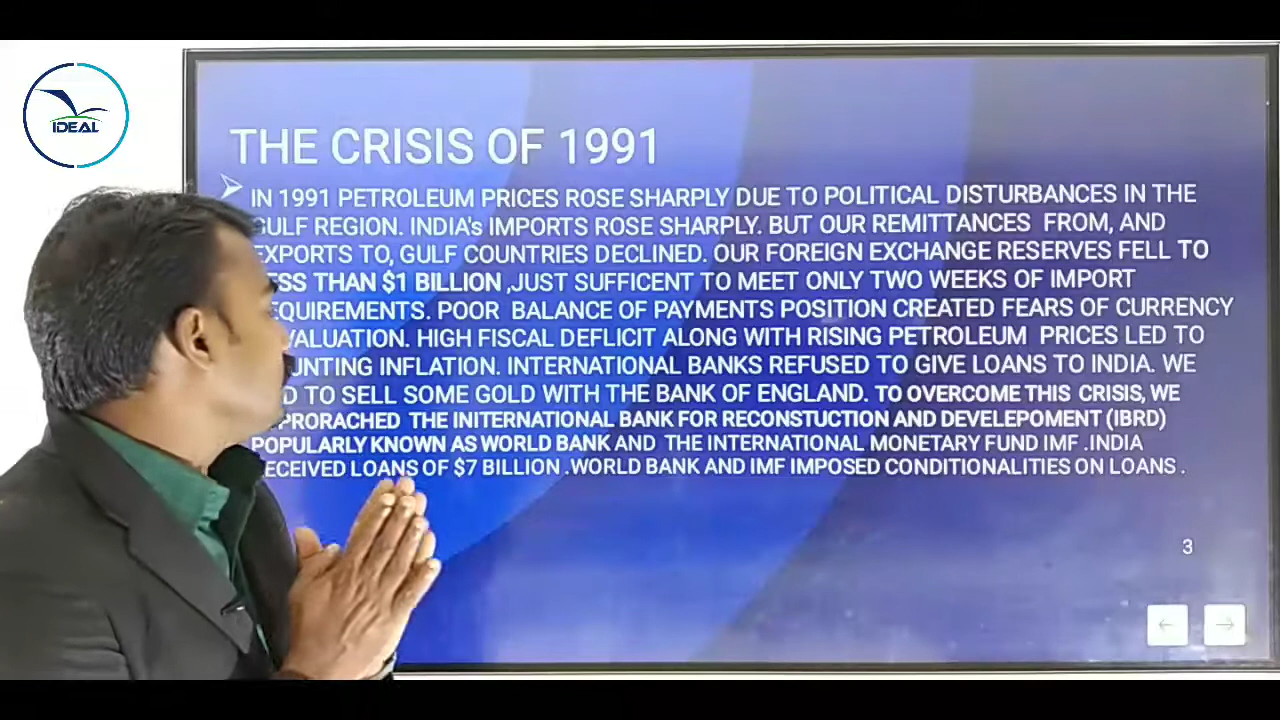 IDEAL
THE CRISIS OF 1991
IN 1991 PETROLEUM PRICES ROSE SHARPLY DUE TO POLITICAL DISTURBANCES IN THE
GULF REGION. INDIA's IMPORTS ROSE SHARPLY. BUT OUR REMITTANCES FROM, AND
EXPORTS TO, GULF COUNTRIES DECLINED. OUR FOREIGN EXCHANGE RESERVES FELL TO
LESS THAN $1 BILLION ,JUST SUFFICENT TO MEET ONLY TWO WEEKS OF IMPORT
REQUIREMENTS. POOR BALANCE OF PAYMENTS POSITION CREATED FEARS OF CURRENCY
HIGH FISCAL DEFLICIT ALONG WITH RISING PETROLEUM PRICES LED TO
INFLATION. INTERNATIONAL BANKS REFUSED TO GIVE LOANS TO INDIA. WE
TO SELL SOME GOLD WITH THE BANK OF ENGLAND. TO OVERCOME THIS CRISIS, WE
THE INITERNATIONAL BANK FOR RECONSTUCTION AND DEVELEPOMENT (IBRD)
POPULARLY KNOWN AS WORLD BANK AND THE INTERNATIONAL MONETARY FUND IMF .INDIA
RECEIVED LOANS OF $7 BILLION .WORLD BANK AND IMF IMPOSED CONDITIONALITIES ON LOANS .
3